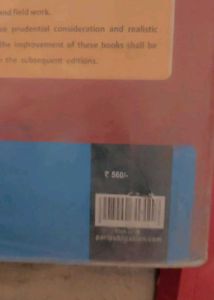 and field work.
prudential consideration and realistic
the improvement of these books shall be
the subsequent editions.
₹ 560/-